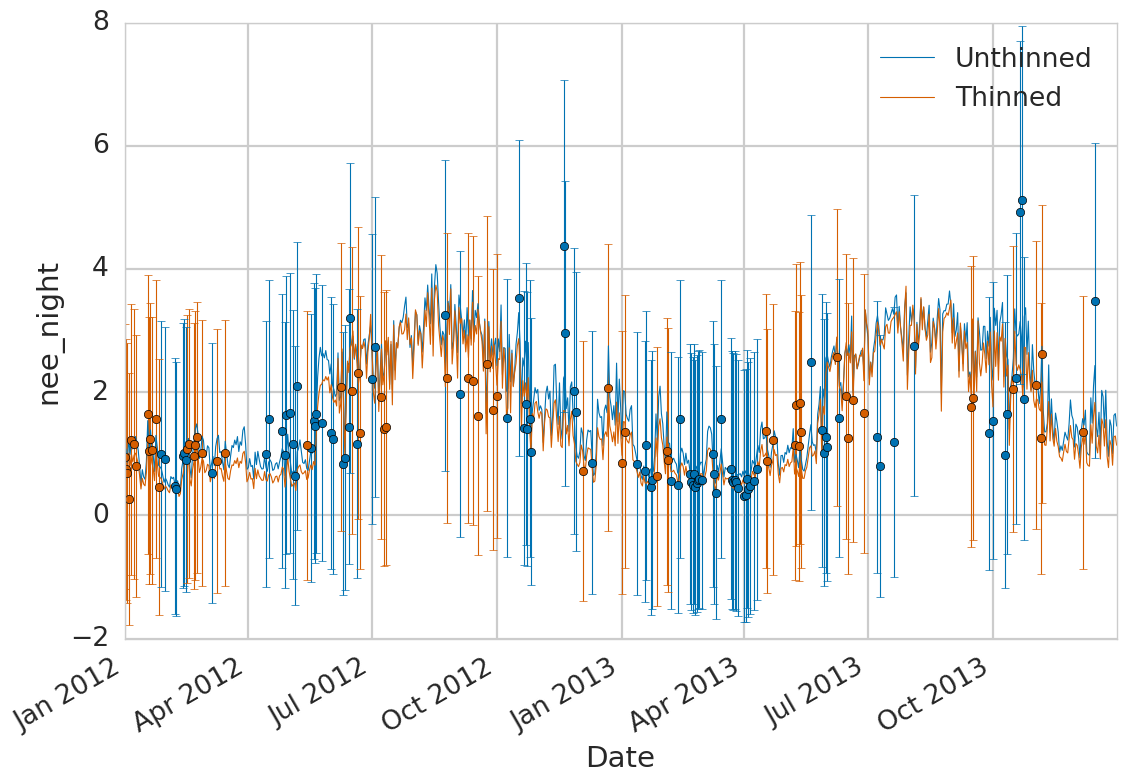 8
6
4
2
0
−2
nee_night
Unthinned
Thinned
Jan 2012
Apr 2012
Jul 2012
Oct 2012
Jan 2013
Apr 2013
Jul 2013
Oct 2013
Date